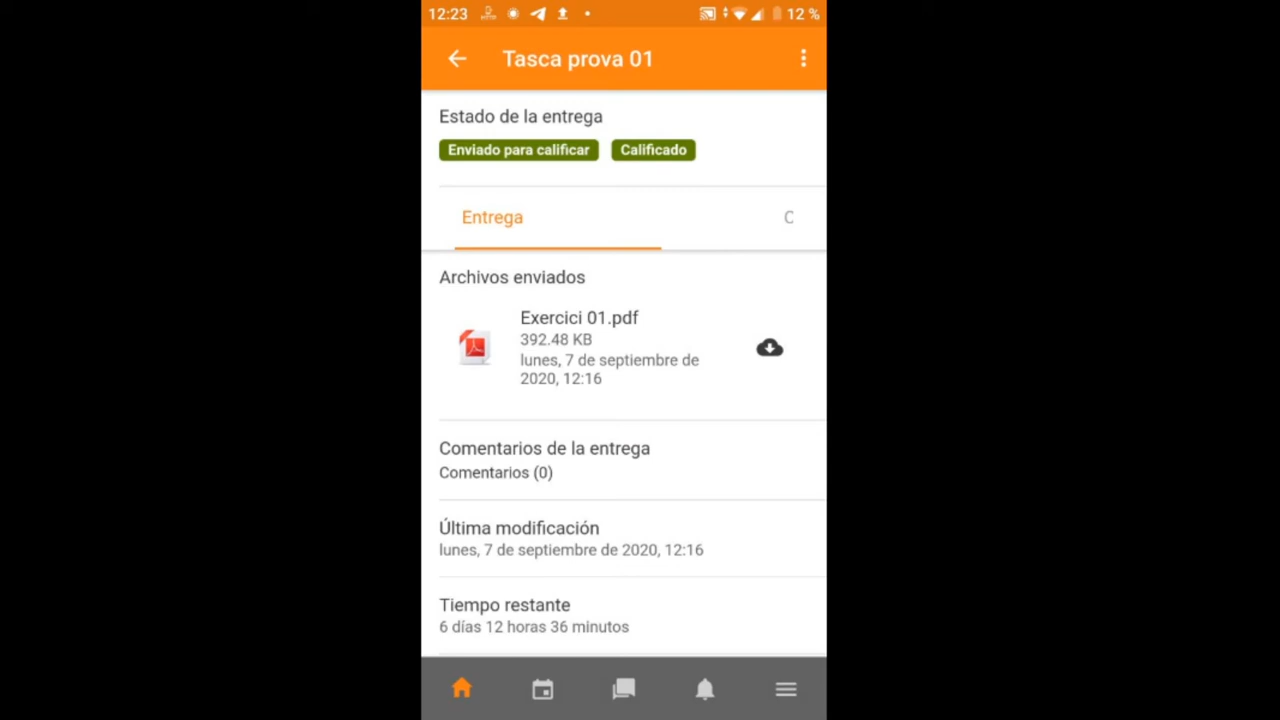 12:23
12 %
Tasca prova 01
Estado de la entrega
Enviado para calificar Calificado
Entrega C
Archivos enviados
Exercici 01.pdf
392.48 KB
lunes, 7 de septiembre de
2020, 12:16
Comentarios de la entrega
Comentarios (0)
Última modificación
lunes, 7 de septiembre de 2020, 12:16
Tiempo restante
6 días 12 horas 36 minutos